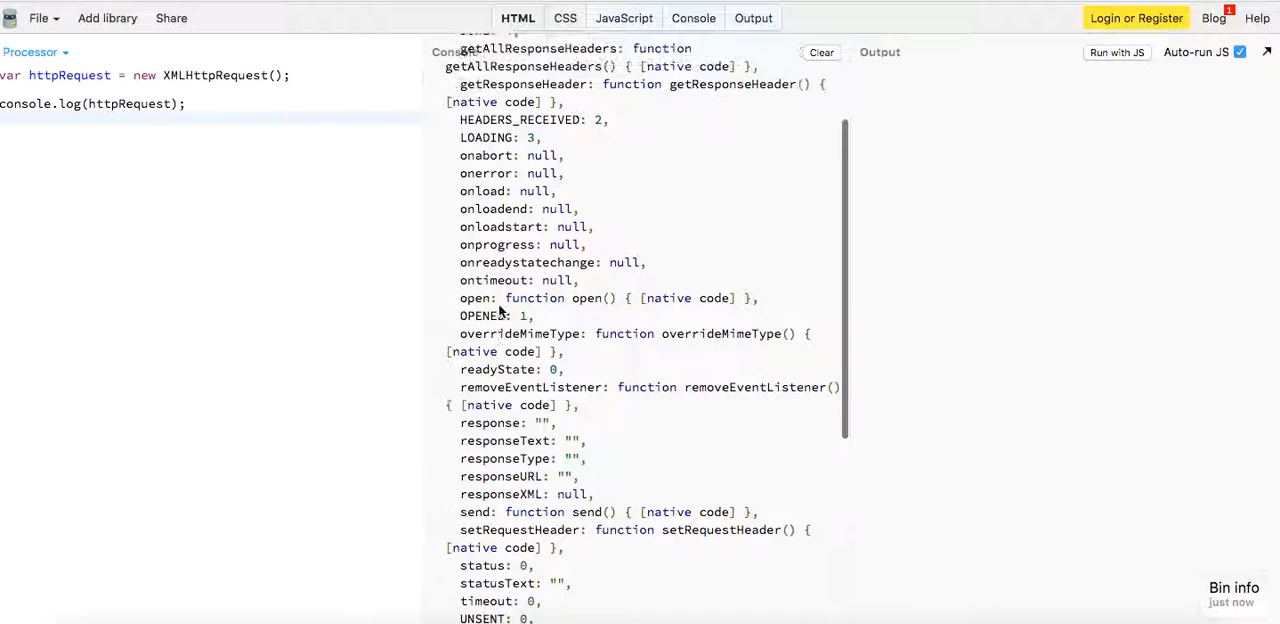 File Add library Share HTML CSS JavaScript Console Output Login or Register Blog 1 Help
Processor
var httpRequest = new XMLHttpRequest();
console.log(httpRequest);
Console Clear
getAllResponseHeaders: function
getAllResponseHeaders() { [native code] },
getResponseHeader: function getResponseHeader() {
[native code] },
HEADERS_RECEIVED: 2,
LOADING: 3,
onabort: null,
onerror: null,
onload: null,
onloadend: null,
onloadstart: null,
onprogress: null,
onreadystatechange: null,
ontimeout: null,
open: function open() { [native code] },
OPENED: 1,
overrideMimeType: function overrideMimeType() {
[native code] },
readyState: 0,
removeEventListener: function removeEventListener()
{ [native code] },
response: "",
responseText: "",
responseType: "",
responseURL: "",
responseXML: null,
send: function send() { [native code] },
setRequestHeader: function setRequestHeader() {
[native code] },
status: 0,
statusText: "",
timeout: 0,
UNSENT: 0,
Output Run with JS Auto-run JS
Bin info
just now